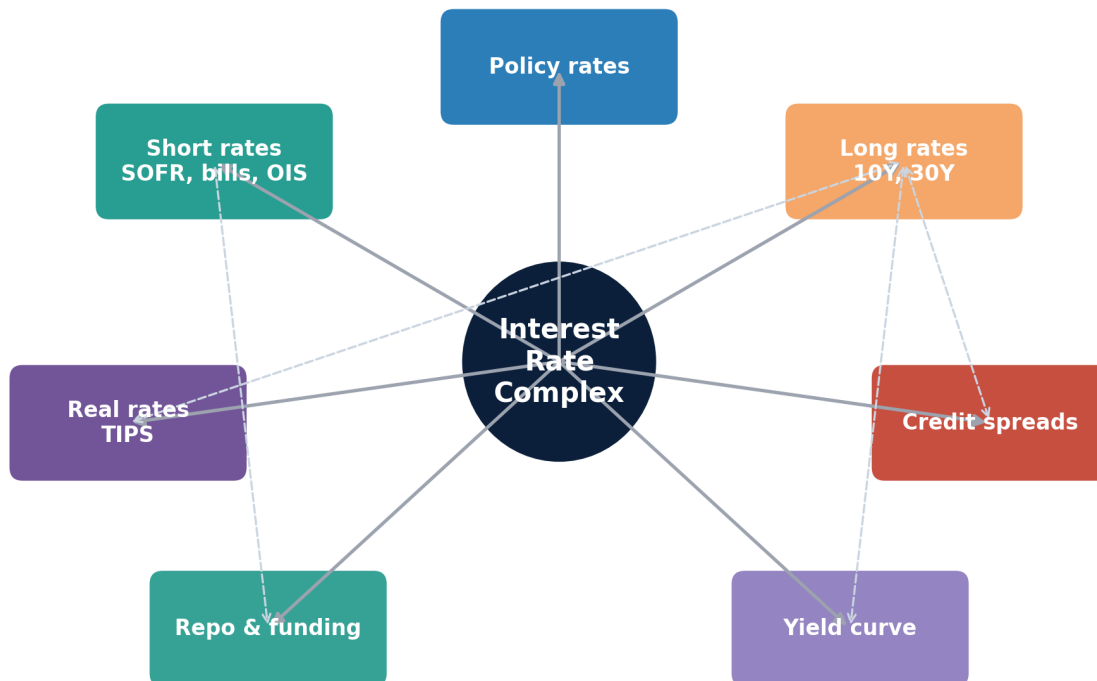 Policy rates
Short rates
SOFR, bills, OIS
Long rates
10Y, 30Y
Interest
Rate
Complex
Real rates
TIPS
Credit spreads
Repo & funding
Yield curve